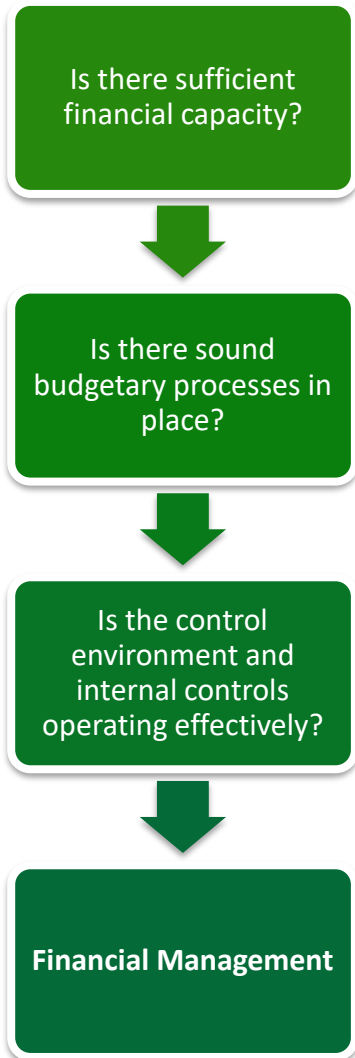 Is there sufficient
financial capacity?
Is there sound
budgetary processes in
place?
Is the control
environment and
internal controls
operating effectively?
Financial Management